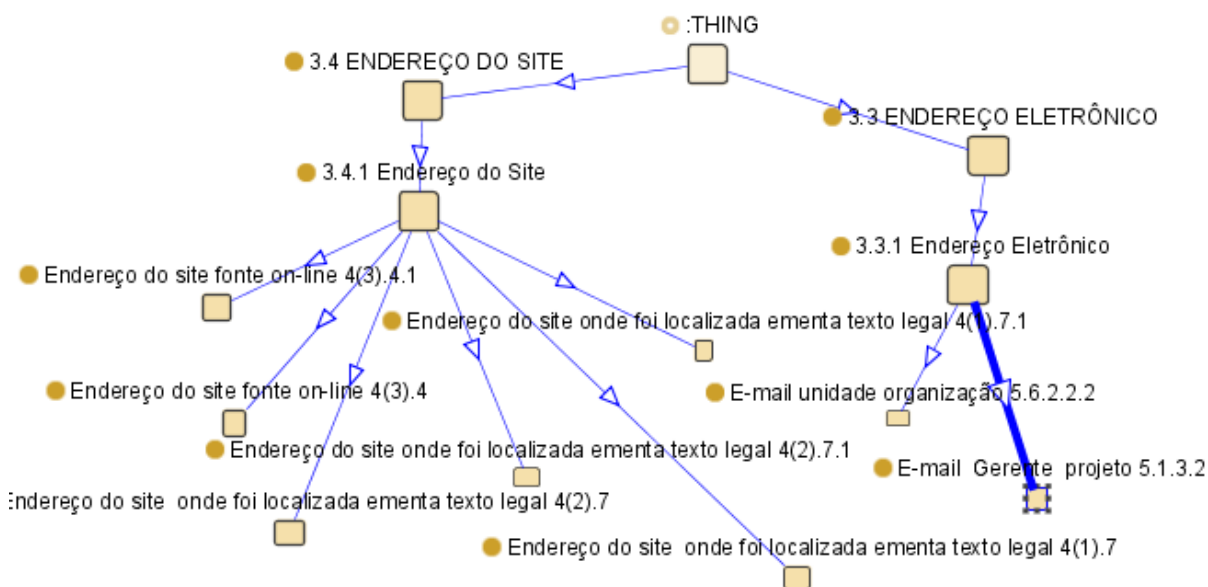 :THING
3.4 ENDEREÇO DO SITE
3.3 ENDEREÇO ELETRÔNICO
3.4.1 Endereço do Site
3.3.1 Endereço Eletrônico
Endereço do site fonte on-line 4(3).4.1
Endereço do site onde foi localizada ementa texto legal 4(1).7.1
Endereço do site fonte on-line 4(3).4
E-mail unidade organização 5.6.2.2.2
Endereço do site onde foi localizada ementa texto legal 4(2).7.1
E-mail Gerente projeto 5.1.3.2
Endereço do site onde foi localizada ementa texto legal 4(2).7
Endereço do site onde foi localizada ementa texto legal 4(1).7